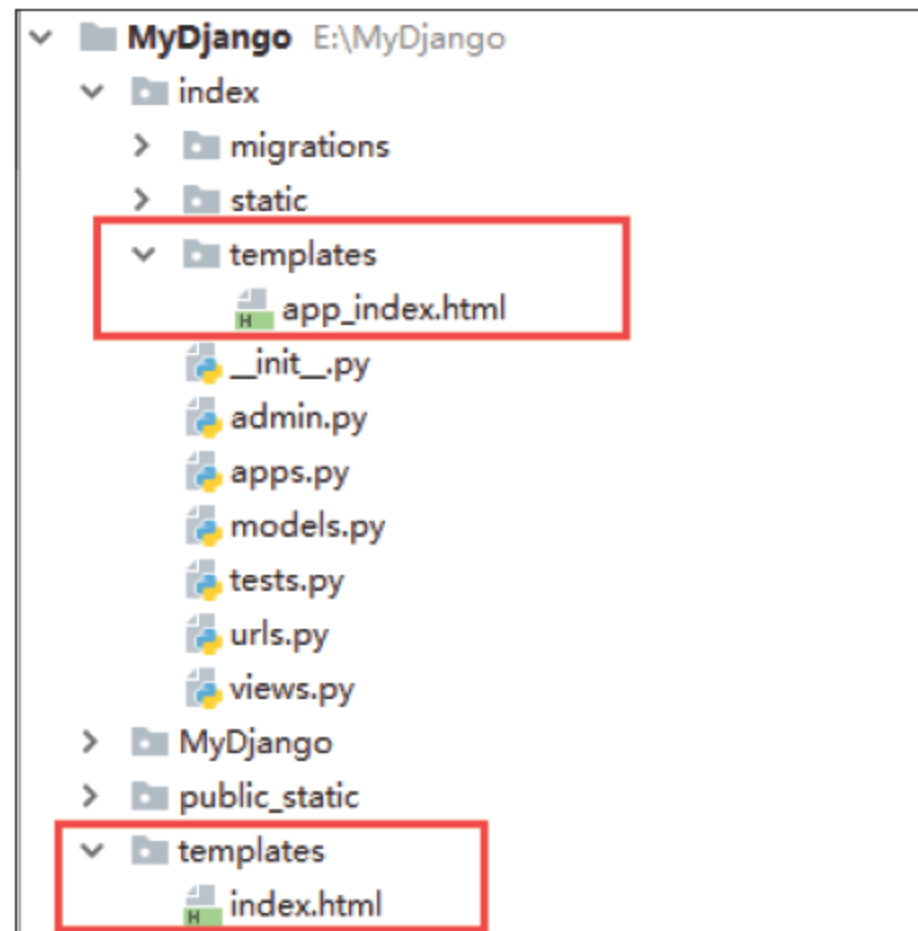 MyDjango E:\MyDjango
index
migrations
static
templates
H app_index.html
__init__.py
admin.py
apps.py
models.py
tests.py
urls.py
views.py
MyDjango
public_static
templates
H index.html